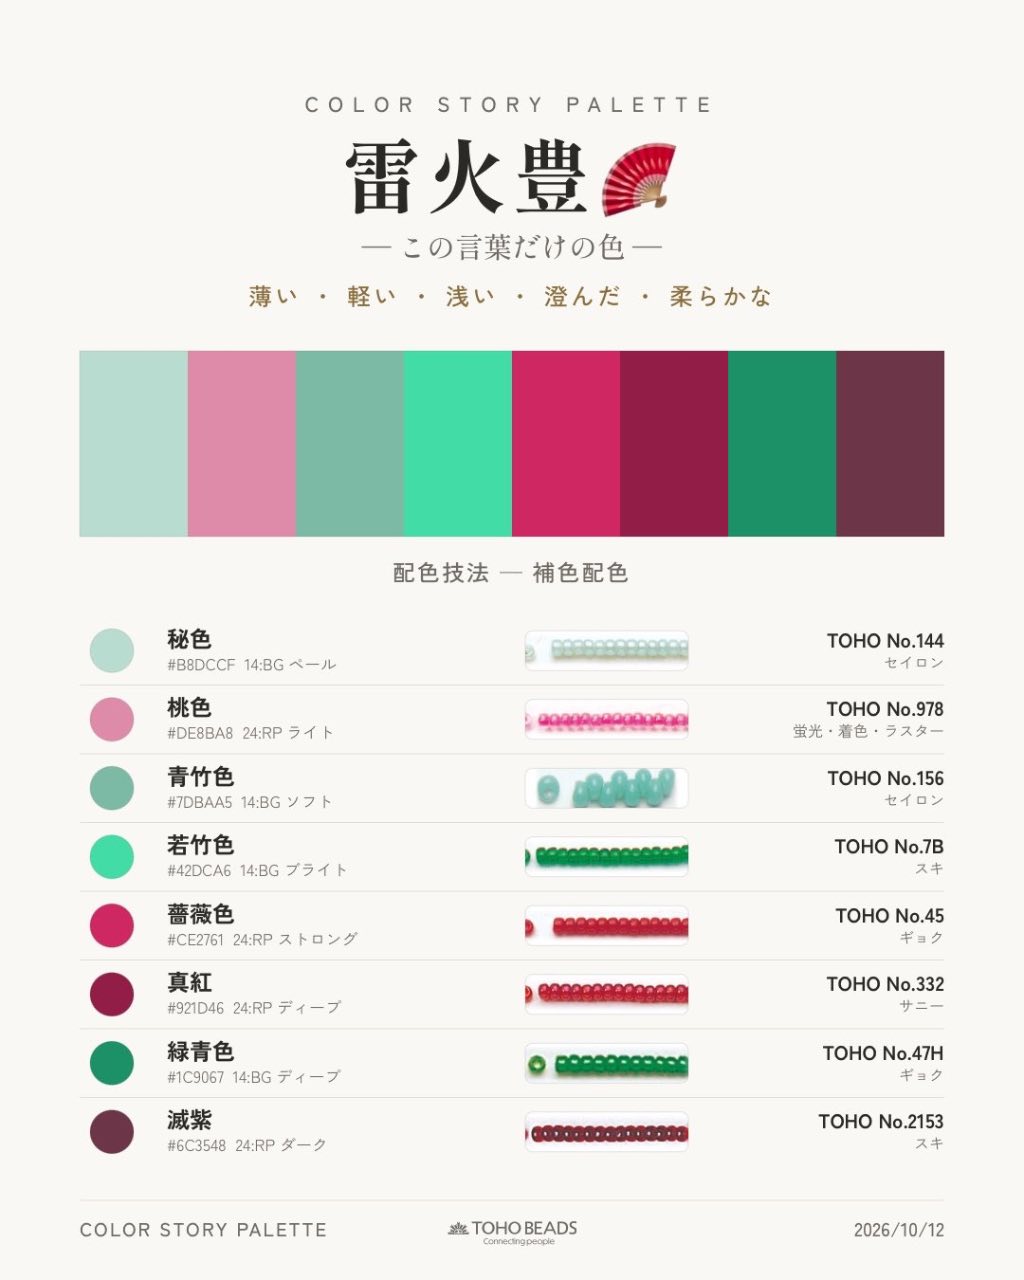 COLOR STORY PALETTE
雷火豊
— この言葉だけの色 —
薄い ・ 軽い ・ 浅い ・ 澄んだ ・ 柔らかな
配色技法 — 補色配色
秘色
#B8DCCF 14:BG ペール
TOHO No.144
セイロン
桃色
#DE8BA8 24:RP ライト
TOHO No.978
蛍光・着色・ラスター
青竹色
#7DBAA5 14:BG ソフト
TOHO No.156
セイロン
若竹色
#42DCA6 14:BG ブライト
TOHO No.7B
スキ
薔薇色
#CE2761 24:RP ストロング
TOHO No.45
ギョク
真紅
#921D46 24:RP ディープ
TOHO No.332
サニー
緑青色
#1C9067 14:BG ディープ
TOHO No.47H
ギョク
滅紫
#6C3548 24:RP ダーク
TOHO No.2153
スキ
COLOR STORY PALETTE
TOHO BEADS
Connecting people
2026/10/12